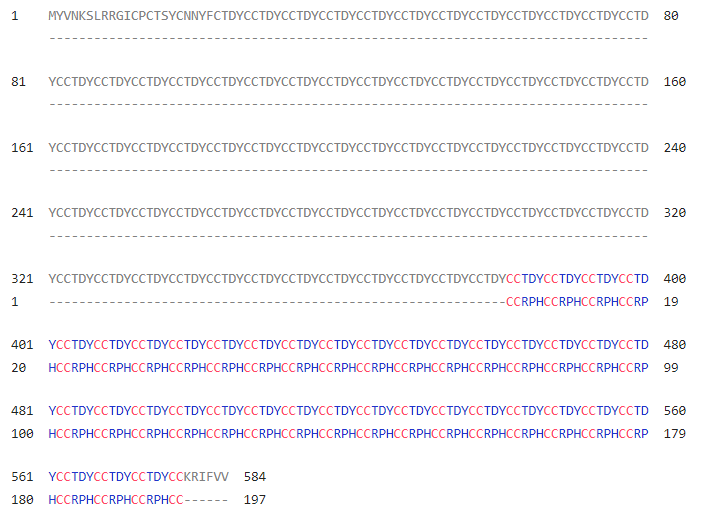 1 MYVNKSLRRGICPCTSYCNNYFCTDYCCTDYCCTDYCCTDYCCTDYCCTDYCCTDYCCTDYCCTDYCCTDYCCTDYCCTD 80
--------------------------------------------------------------------------------
81 YCCTDYCCTDYCCTDYCCTDYCCTDYCCTDYCCTDYCCTDYCCTDYCCTDYCCTDYCCTDYCCTDYCCTDYCCTDYCCTD 160
--------------------------------------------------------------------------------
161 YCCTDYCCTDYCCTDYCCTDYCCTDYCCTDYCCTDYCCTDYCCTDYCCTDYCCTDYCCTDYCCTDYCCTDYCCTDYCCTD 240
--------------------------------------------------------------------------------
241 YCCTDYCCTDYCCTDYCCTDYCCTDYCCTDYCCTDYCCTDYCCTDYCCTDYCCTDYCCTDYCCTDYCCTDYCCTDYCCTD 320
--------------------------------------------------------------------------------
321 YCCTDYCCTDYCCTDYCCTDYCCTDYCCTDYCCTDYCCTDYCCTDYCCTDYCCTDYCCTDYCCTDYCCTDYCCTDYCCTD 400
1 -------------------------------------------------------------CCRPHCCRPHCCRPHCCRP 19
401 YCCTDYCCTDYCCTDYCCTDYCCTDYCCTDYCCTDYCCTDYCCTDYCCTDYCCTDYCCTDYCCTDYCCTDYCCTDYCCTD 480
20 HCCRPHCCRPHCCRPHCCRPHCCRPHCCRPHCCRPHCCRPHCCRPHCCRPHCCRPHCCRPHCCRPHCCRPHCCRPHCCRP 99
481 YCCTDYCCTDYCCTDYCCTDYCCTDYCCTDYCCTDYCCTDYCCTDYCCTDYCCTDYCCTDYCCTDYCCTDYCCTDYCCTD 560
100 HCCRPHCCRPHCCRPHCCRPHCCRPHCCRPHCCRPHCCRPHCCRPHCCRPHCCRPHCCRPHCCRPHCCRPHCCRPHCCRP 179
561 YCCTDYCCTDYCCTDYCCKRIFVV 584
180 HCCRPHCCRPHCCRPHCC------ 197